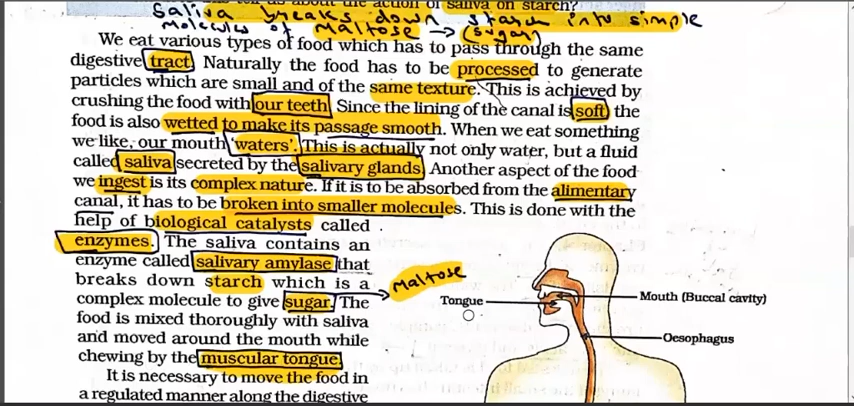 about the action of saliva on starch?
Saliva breaks down starch into simple
molecules of Maltose → (sugar)
We eat various types of food which has to pass through the same
digestive tract. Naturally the food has to be processed to generate
particles which are small and of the same texture. This is achieved by
crushing the food with our teeth. Since the lining of the canal is soft, the
food is also wetted to make its passage smooth. When we eat something
we like, our mouth 'waters'. This is actually not only water, but a fluid
called saliva secreted by the salivary glands. Another aspect of the food
we ingest is its complex nature. If it is to be absorbed from the alimentary
canal, it has to be broken into smaller molecules. This is done with the
help of biological catalysts called
enzymes. The saliva contains an
enzyme called salivary amylase that
breaks down starch which is a
complex molecule to give sugar. The
food is mixed thoroughly with saliva
and moved around the mouth while
chewing by the muscular tongue.
It is necessary to move the food in
a regulated manner along the digestive
Maltose
Tongue
Mouth (Buccal cavity)
Oesophagus